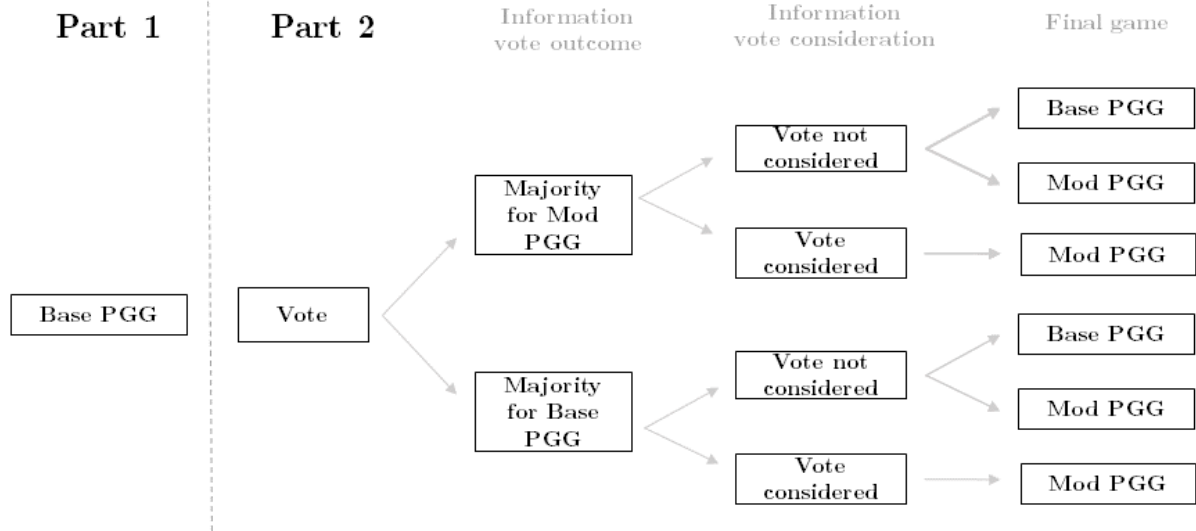 Part 1
Part 2
Information
vote outcome
Information
vote consideration
Final game
Base PGG
Vote
Majority
for Mod
PGG
Majority
for Base
PGG
Vote not
considered
Vote
considered
Vote not
considered
Vote
considered
Base PGG
Mod PGG
Mod PGG
Base PGG
Mod PGG
Mod PGG